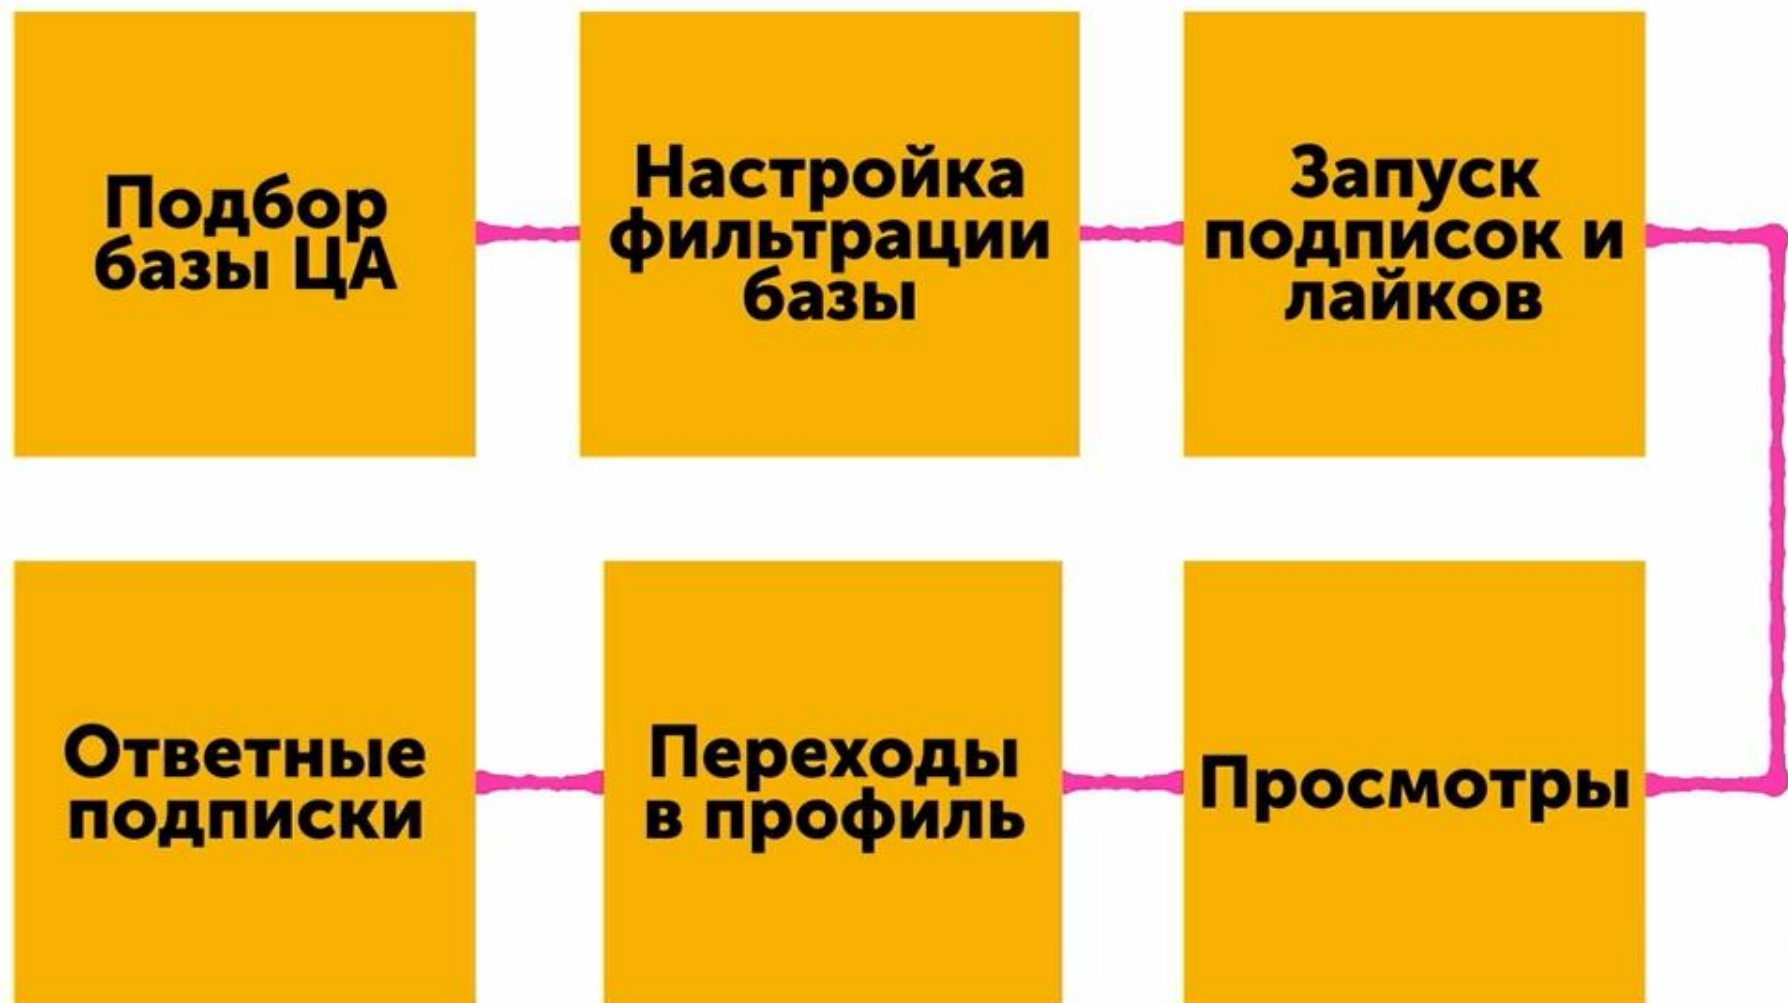 Подбор
базы ЦА
Настройка
фильтрации
базы
Запуск
подписок и
лайков
Просмотры
Переходы
в профиль
Ответные
подписки